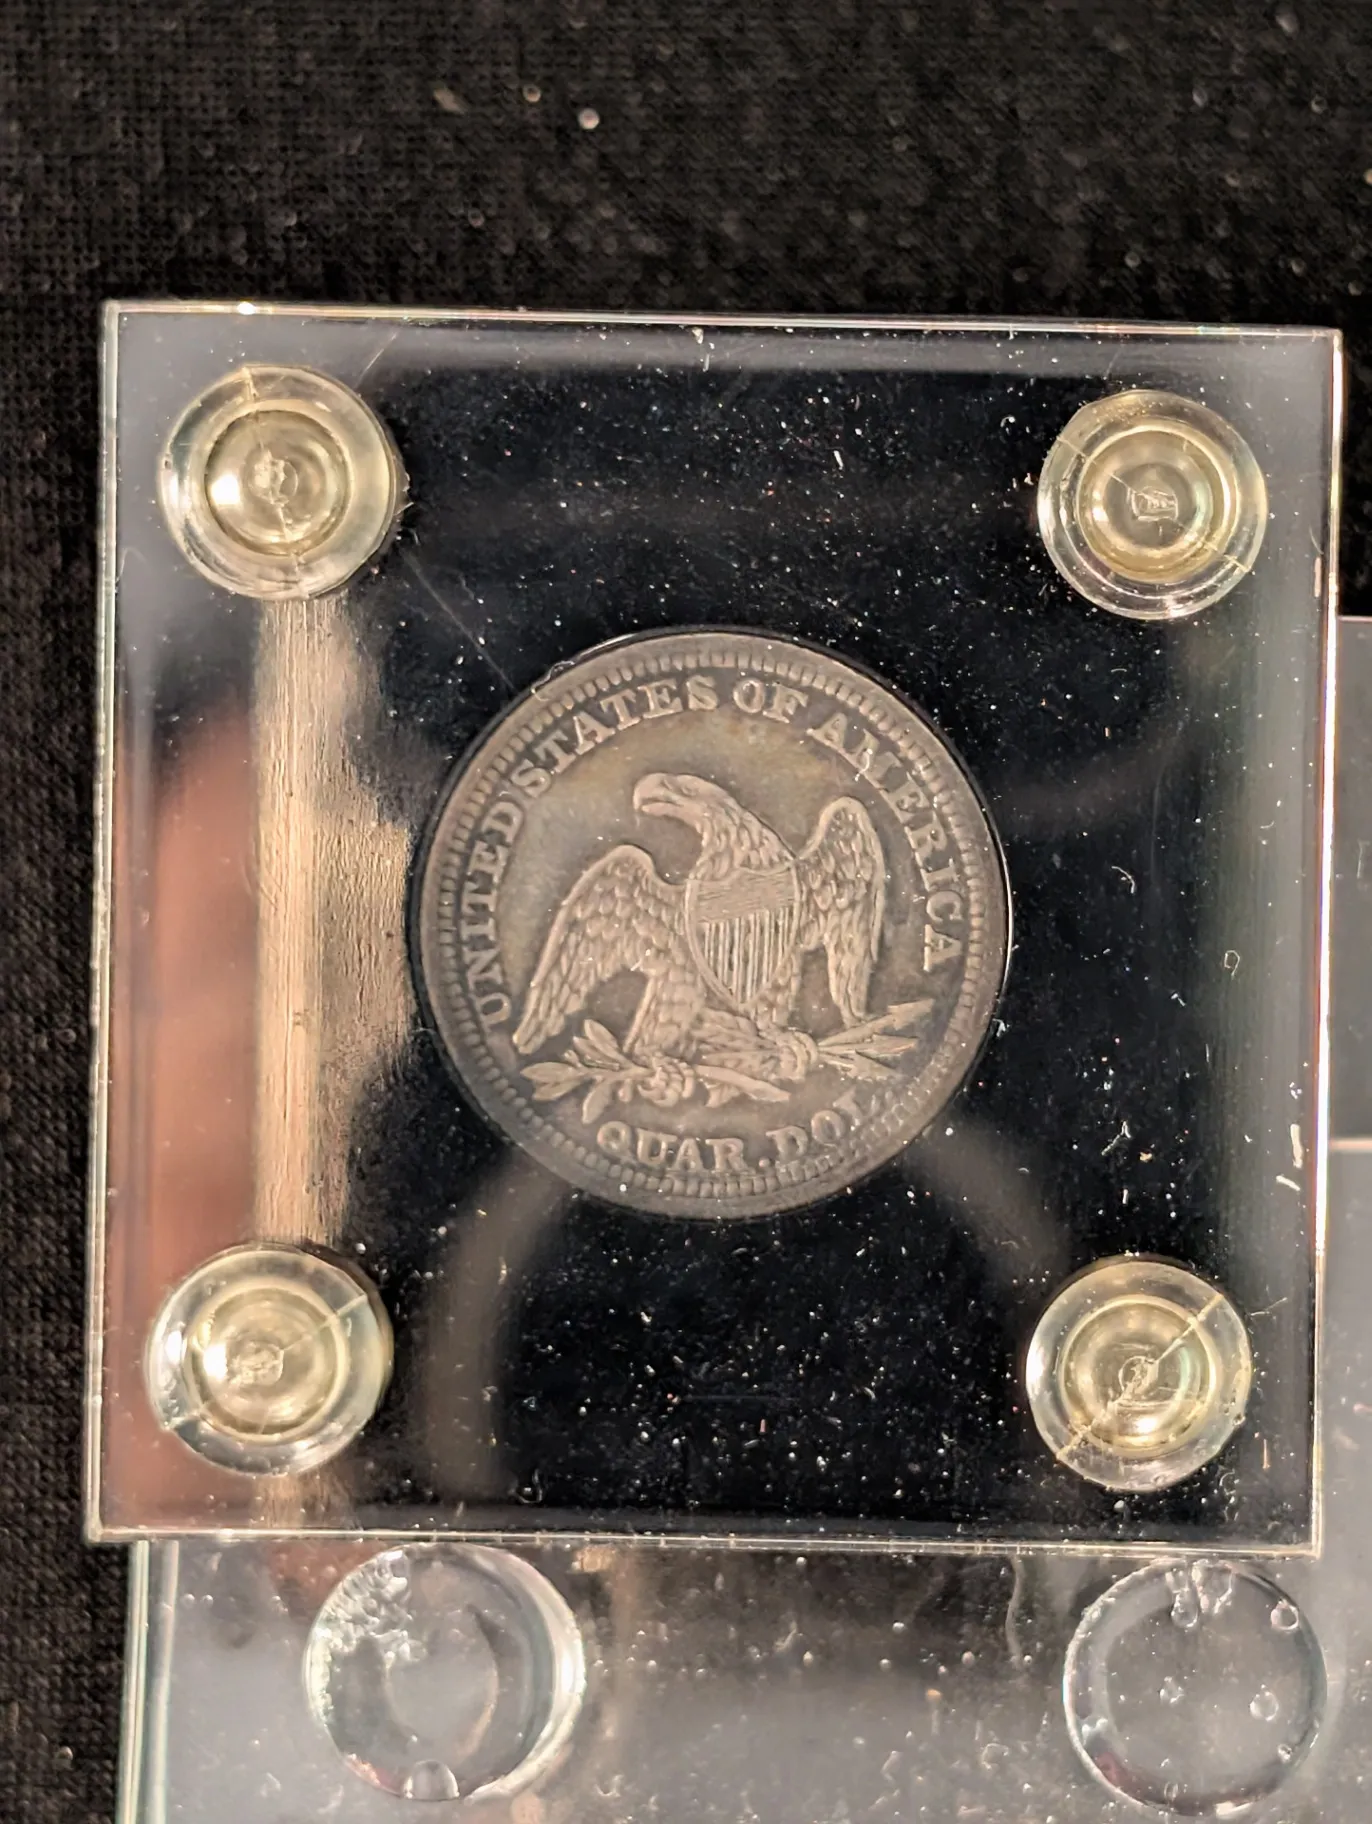 UNITED STATES OF AMERICA
QUAR. DOL.